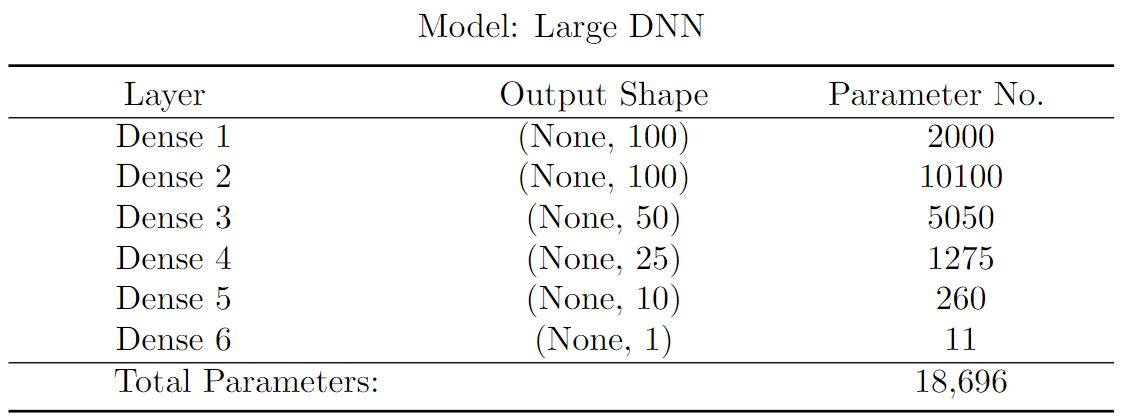 Model: Large DNN
Layer Output Shape Parameter No.
Dense 1 (None, 100) 2000
Dense 2 (None, 100) 10100
Dense 3 (None, 50) 5050
Dense 4 (None, 25) 1275
Dense 5 (None, 10) 260
Dense 6 (None, 1) 11
Total Parameters: 18,696